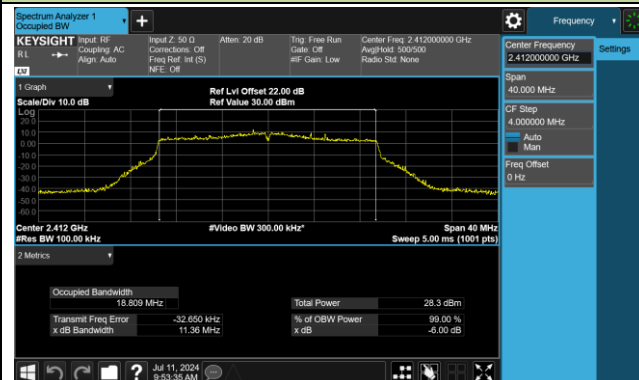 Spectrum Analyzer 1
Occupied BW
Frequency
KEYSIGHT
RL
Input: RF
Coupling: AC
Align: Auto
Input Z: 50 Ω
Corrections: Off
Freq Ref: Int (S)
NFE: Off
Atten: 20 dB
Trig: Free Run
Gate: Off
#IF Gain: Low
Center Freq: 2.412000000 GHz
Avg|Hold: 500/500
Radio Std: None
Center Frequency
2.412000000 GHz
Settings
Span
40.000 MHz
CF Step
4.000000 MHz
Auto
Man
Freq Offset
0 Hz
1 Graph
Scale/Div 10.0 dB
Ref Lvl Offset 22.00 dB
Ref Value 30.00 dBm
Log
20.0
10.0
0.00
-10.0
-20.0
-30.0
-40.0
-50.0
-60.0
Center 2.412 GHz
#Res BW 100.00 kHz
#Video BW 300.00 kHz*
Span 40 MHz
Sweep 5.00 ms (1001 pts)
2 Metrics
Occupied Bandwidth
18.809 MHz
Transmit Freq Error -32.650 kHz
x dB Bandwidth 11.36 MHz
Total Power 28.3 dBm
% of OBW Power 99.00 %
x dB -6.00 dB
Jul 11, 2024
9:53:35 AM